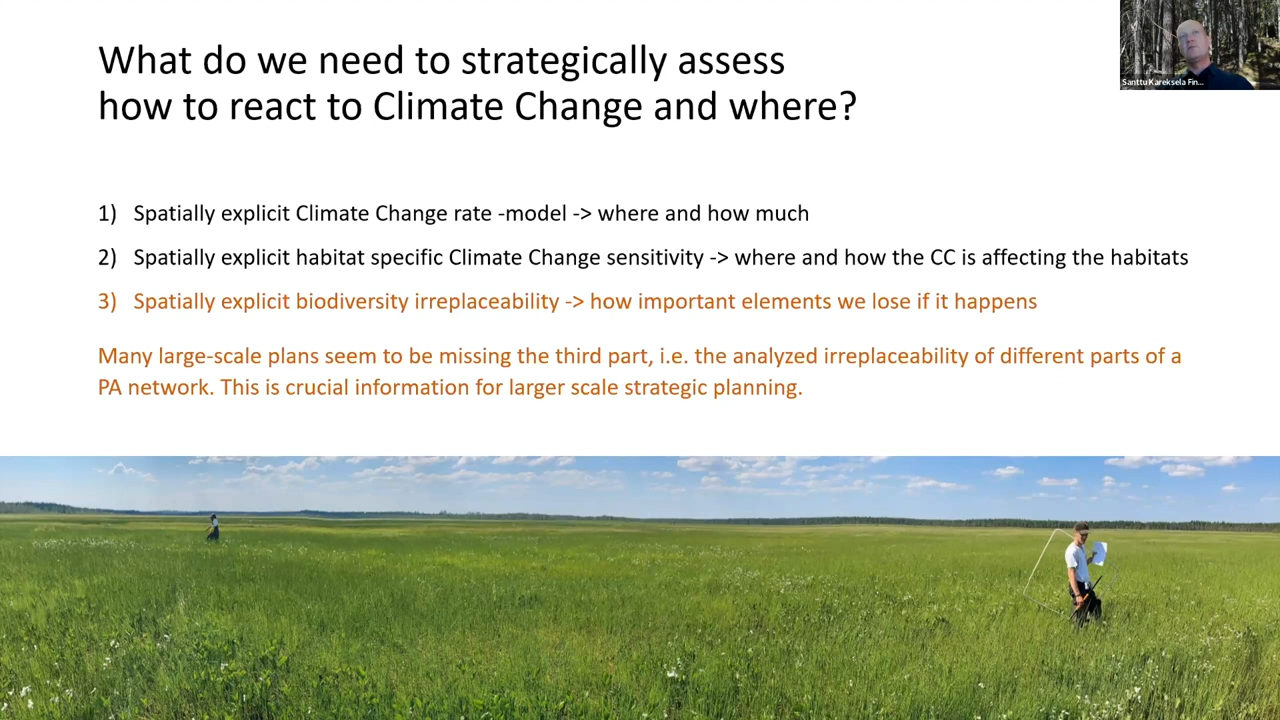 What do we need to strategically assess
how to react to Climate Change and where?
Santtu Kareksela Fin...
1) Spatially explicit Climate Change rate -model -> where and how much
2) Spatially explicit habitat specific Climate Change sensitivity -> where and how the CC is affecting the habitats
3) Spatially explicit biodiversity irreplaceability -> how important elements we lose if it happens
Many large-scale plans seem to be missing the third part, i.e. the analyzed irreplaceability of different parts of a
PA network. This is crucial information for larger scale strategic planning.